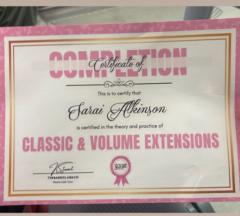 COMPLETION
Certificate of
This is to certify that
Sarai Atkinson
is certified in the theory and practice of
CLASSIC & VOLUME EXTENSIONS